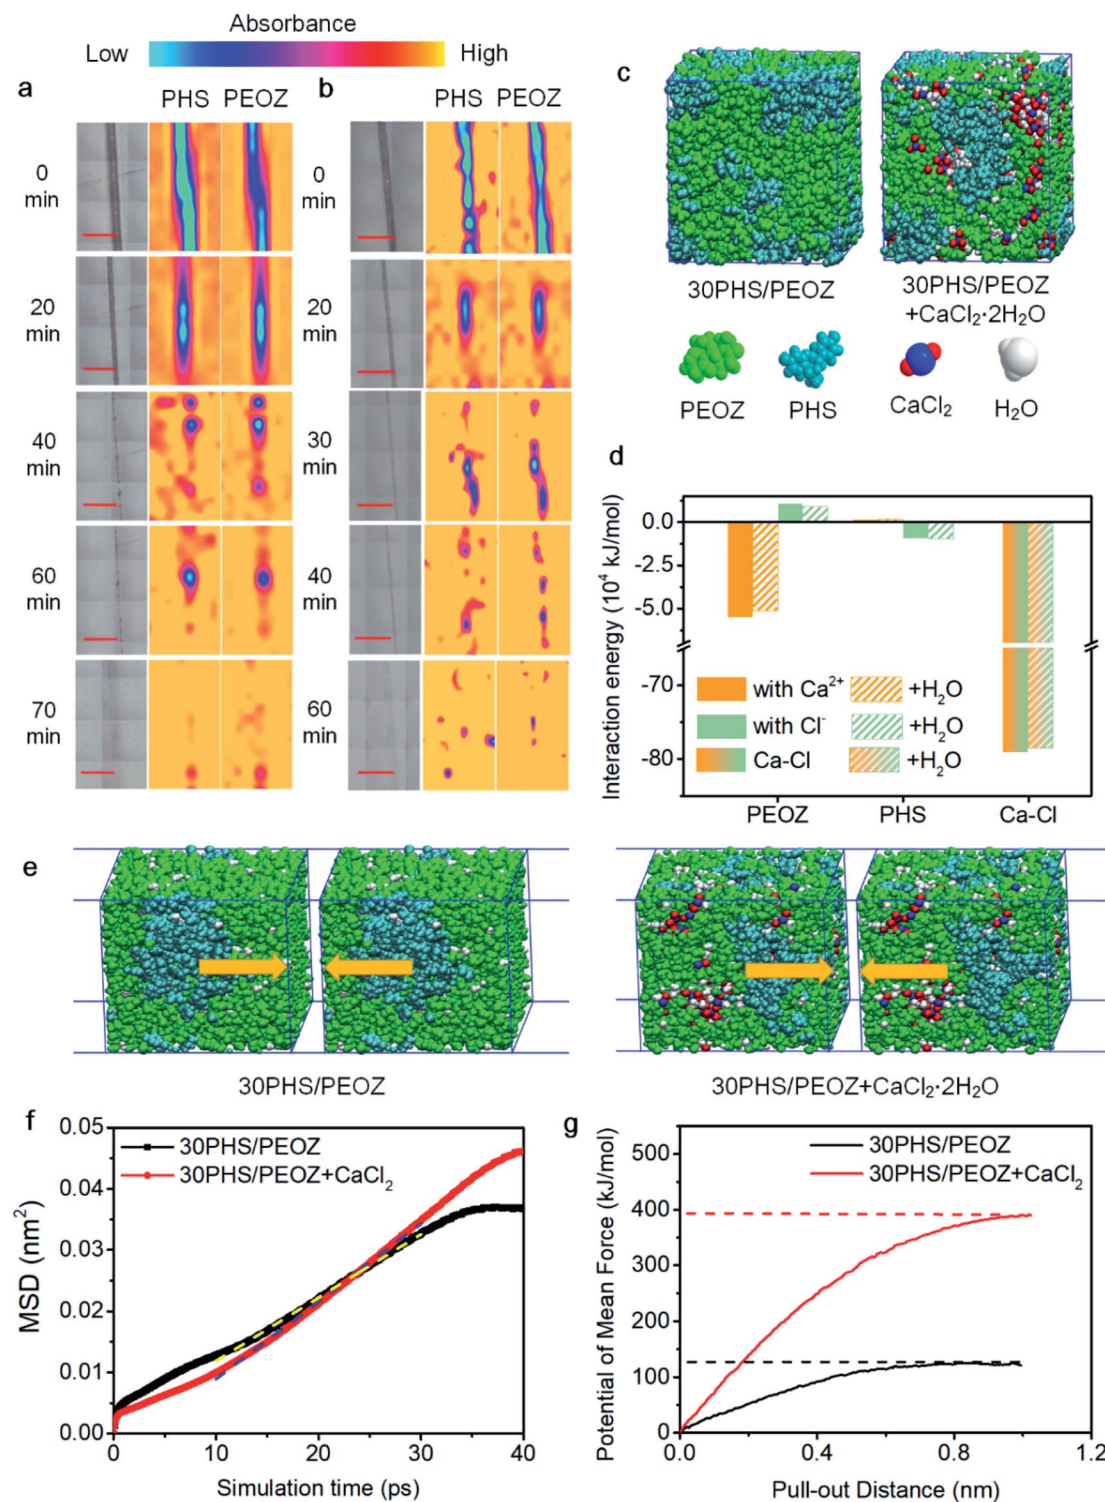 Absorbance
Low High
a PHS PEOZ
0 min
20 min
40 min
60 min
70 min
b PHS PEOZ
0 min
20 min
30 min
40 min
60 min
c
30PHS/PEOZ
30PHS/PEOZ
+CaCl₂·2H₂O
PEOZ PHS CaCl₂ H₂O
d
Interaction energy (10⁴ kJ/mol)
0.0
-2.5
-5.0
-70
-80
with Ca²⁺ +H₂O
with Cl⁻ +H₂O
Ca-Cl +H₂O
PEOZ PHS Ca-Cl
e
30PHS/PEOZ 30PHS/PEOZ+CaCl₂·2H₂O
f
MSD (nm²)
0.05
0.04
0.03
0.02
0.01
0.00
30PHS/PEOZ
30PHS/PEOZ+CaCl₂
0 10 20 30 40
Simulation time (ps)
g
Potential of Mean Force (kJ/mol)
500
400
300
200
100
0
30PHS/PEOZ
30PHS/PEOZ+CaCl₂
0.0 0.4 0.8 1.2
Pull-out Distance (nm)